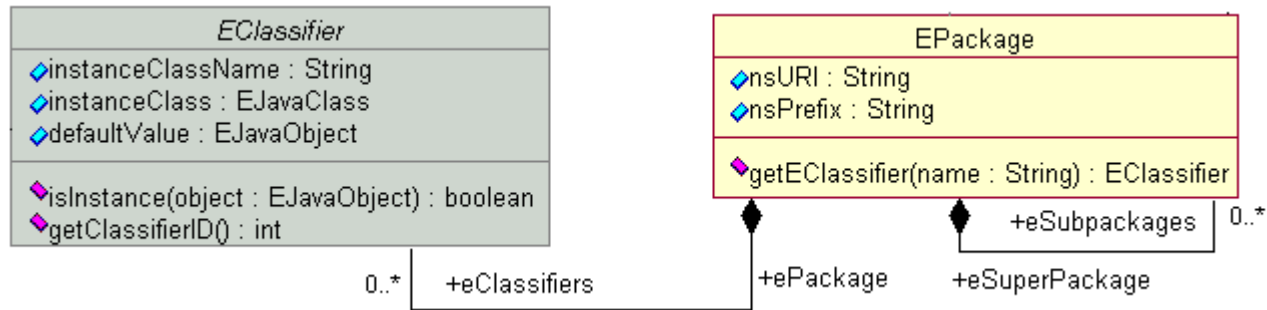 EClassifier
instanceClassName : String
instanceClass : EJavaClass
defaultValue : EJavaObject
isInstance(object : EJavaObject) : boolean
getClassifierID() : int
EPackage
nsURI : String
nsPrefix : String
getEClassifier(name : String) : EClassifier
0..*
+eClassifiers
+ePackage
+eSubpackages
0..*
+eSuperPackage